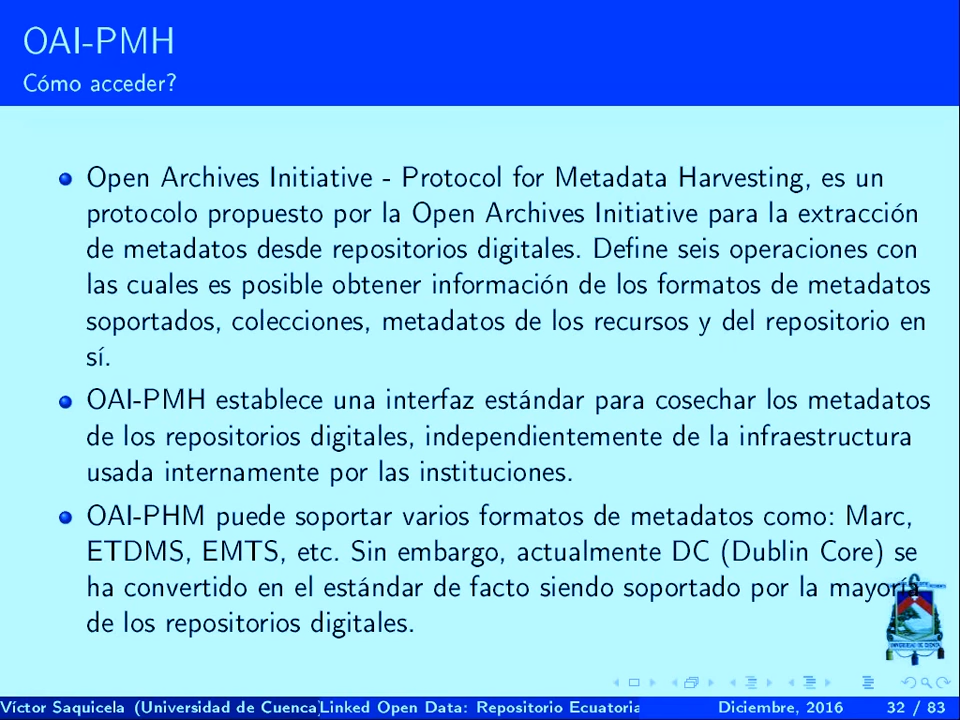 OAI-PMH
Cómo acceder?
Open Archives Initiative - Protocol for Metadata Harvesting, es un
protocolo propuesto por la Open Archives Initiative para la extracción
de metadatos desde repositorios digitales. Define seis operaciones con
las cuales es posible obtener información de los formatos de metadatos
soportados, colecciones, metadatos de los recursos y del repositorio en
sí.
OAI-PMH establece una interfaz estándar para cosechar los metadatos
de los repositorios digitales, independientemente de la infraestructura
usada internamente por las instituciones.
OAI-PHM puede soportar varios formatos de metadatos como: Marc,
ETDMS, EMTS, etc. Sin embargo, actualmente DC (Dublin Core) se
ha convertido en el estándar de facto siendo soportado por la mayoría
de los repositorios digitales.
UNIVERSIDAD DE CUENCA
Víctor Saquicela (Universidad de Cuenca) Linked Open Data: Repositorio Ecuatoria Diciembre, 2016 32 / 83